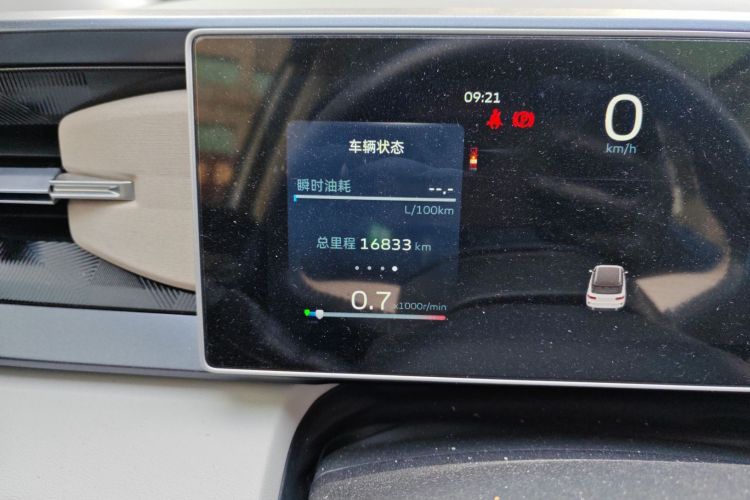 09:21
0
km/h
车辆状态
瞬时油耗 --.-
L/100km
总里程 16833 km
0.7 x1000r/min